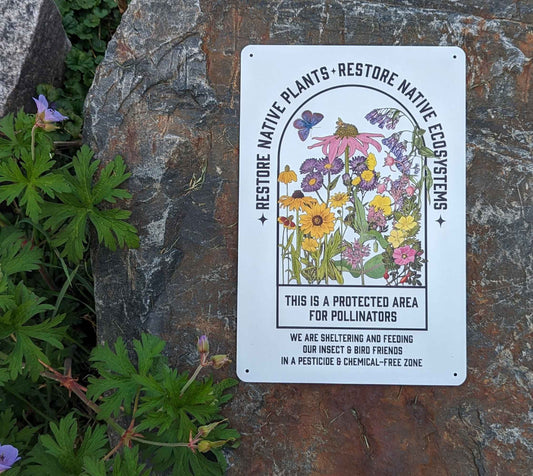 RESTORE NATIVE PLANTS ✦ RESTORE NATIVE ECOSYSTEMS ✦
THIS IS A PROTECTED AREA
FOR POLLINATORS
WE ARE SHELTERING AND FEEDING
OUR INSECT & BIRD FRIENDS
IN A PESTICIDE & CHEMICAL-FREE ZONE